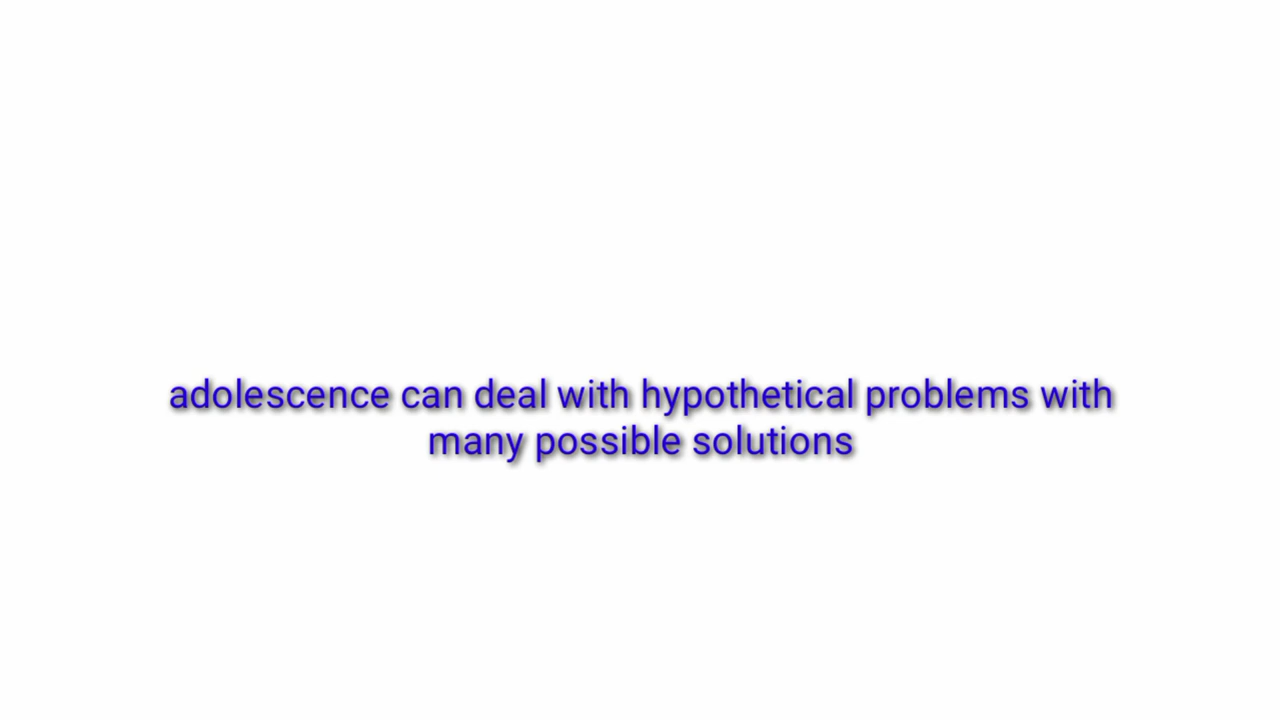 adolescence can deal with hypothetical problems with
many possible solutions